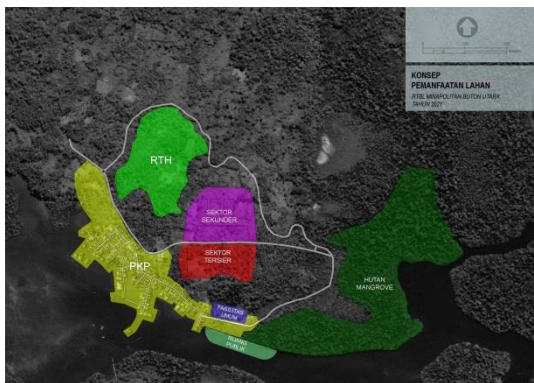 KONSEP
PEMANFAATAN LAHAN
RTBL MINAPOLITAN BUTON UTARA
TAHUN 2021
RTH
SEKTOR
SEKUNDER
SEKTOR
TERSIER
PKP
HUTAN
MANGROVE
FASILITAS
UMUM
RUANG
PUBLIK